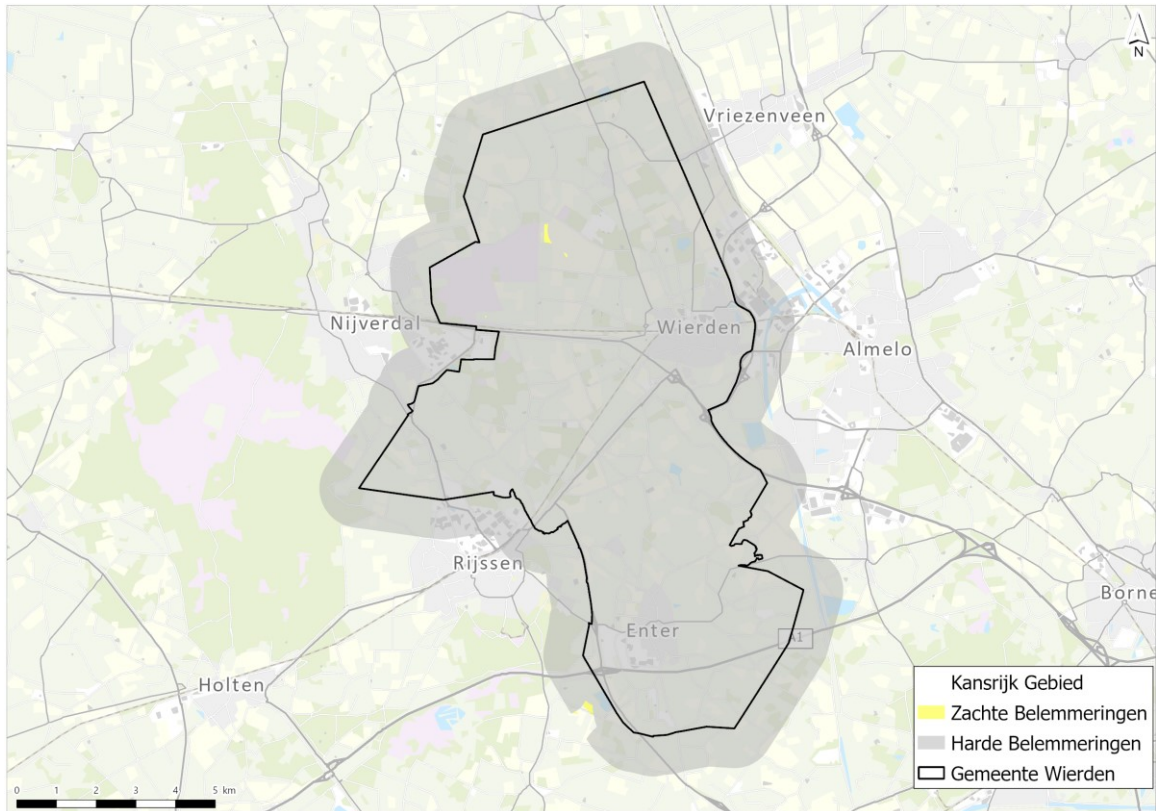 N
Vriezenveen
Nijverdal
Wierden
Almelo
Rijssen
Enter
A1
Borne
Holten
Kansrijk Gebied
Zachte Belemmeringen
Harde Belemmeringen
Gemeente Wierden
0 1 2 3 4 5 km